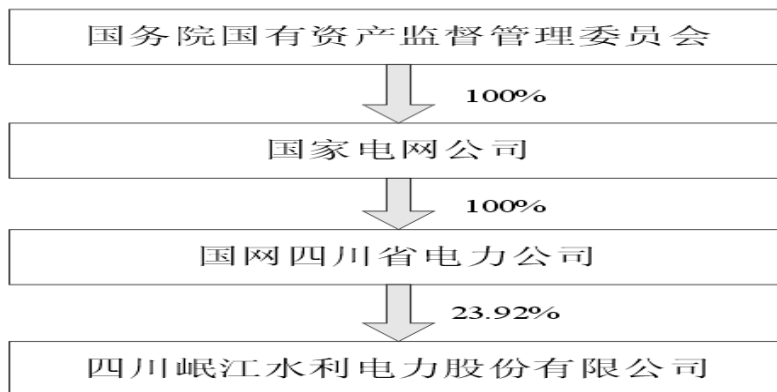 国务院国有资产监督管理委员会
100%
国家电网公司
100%
国网四川省电力公司
23.92%
四川岷江水利电力股份有限公司